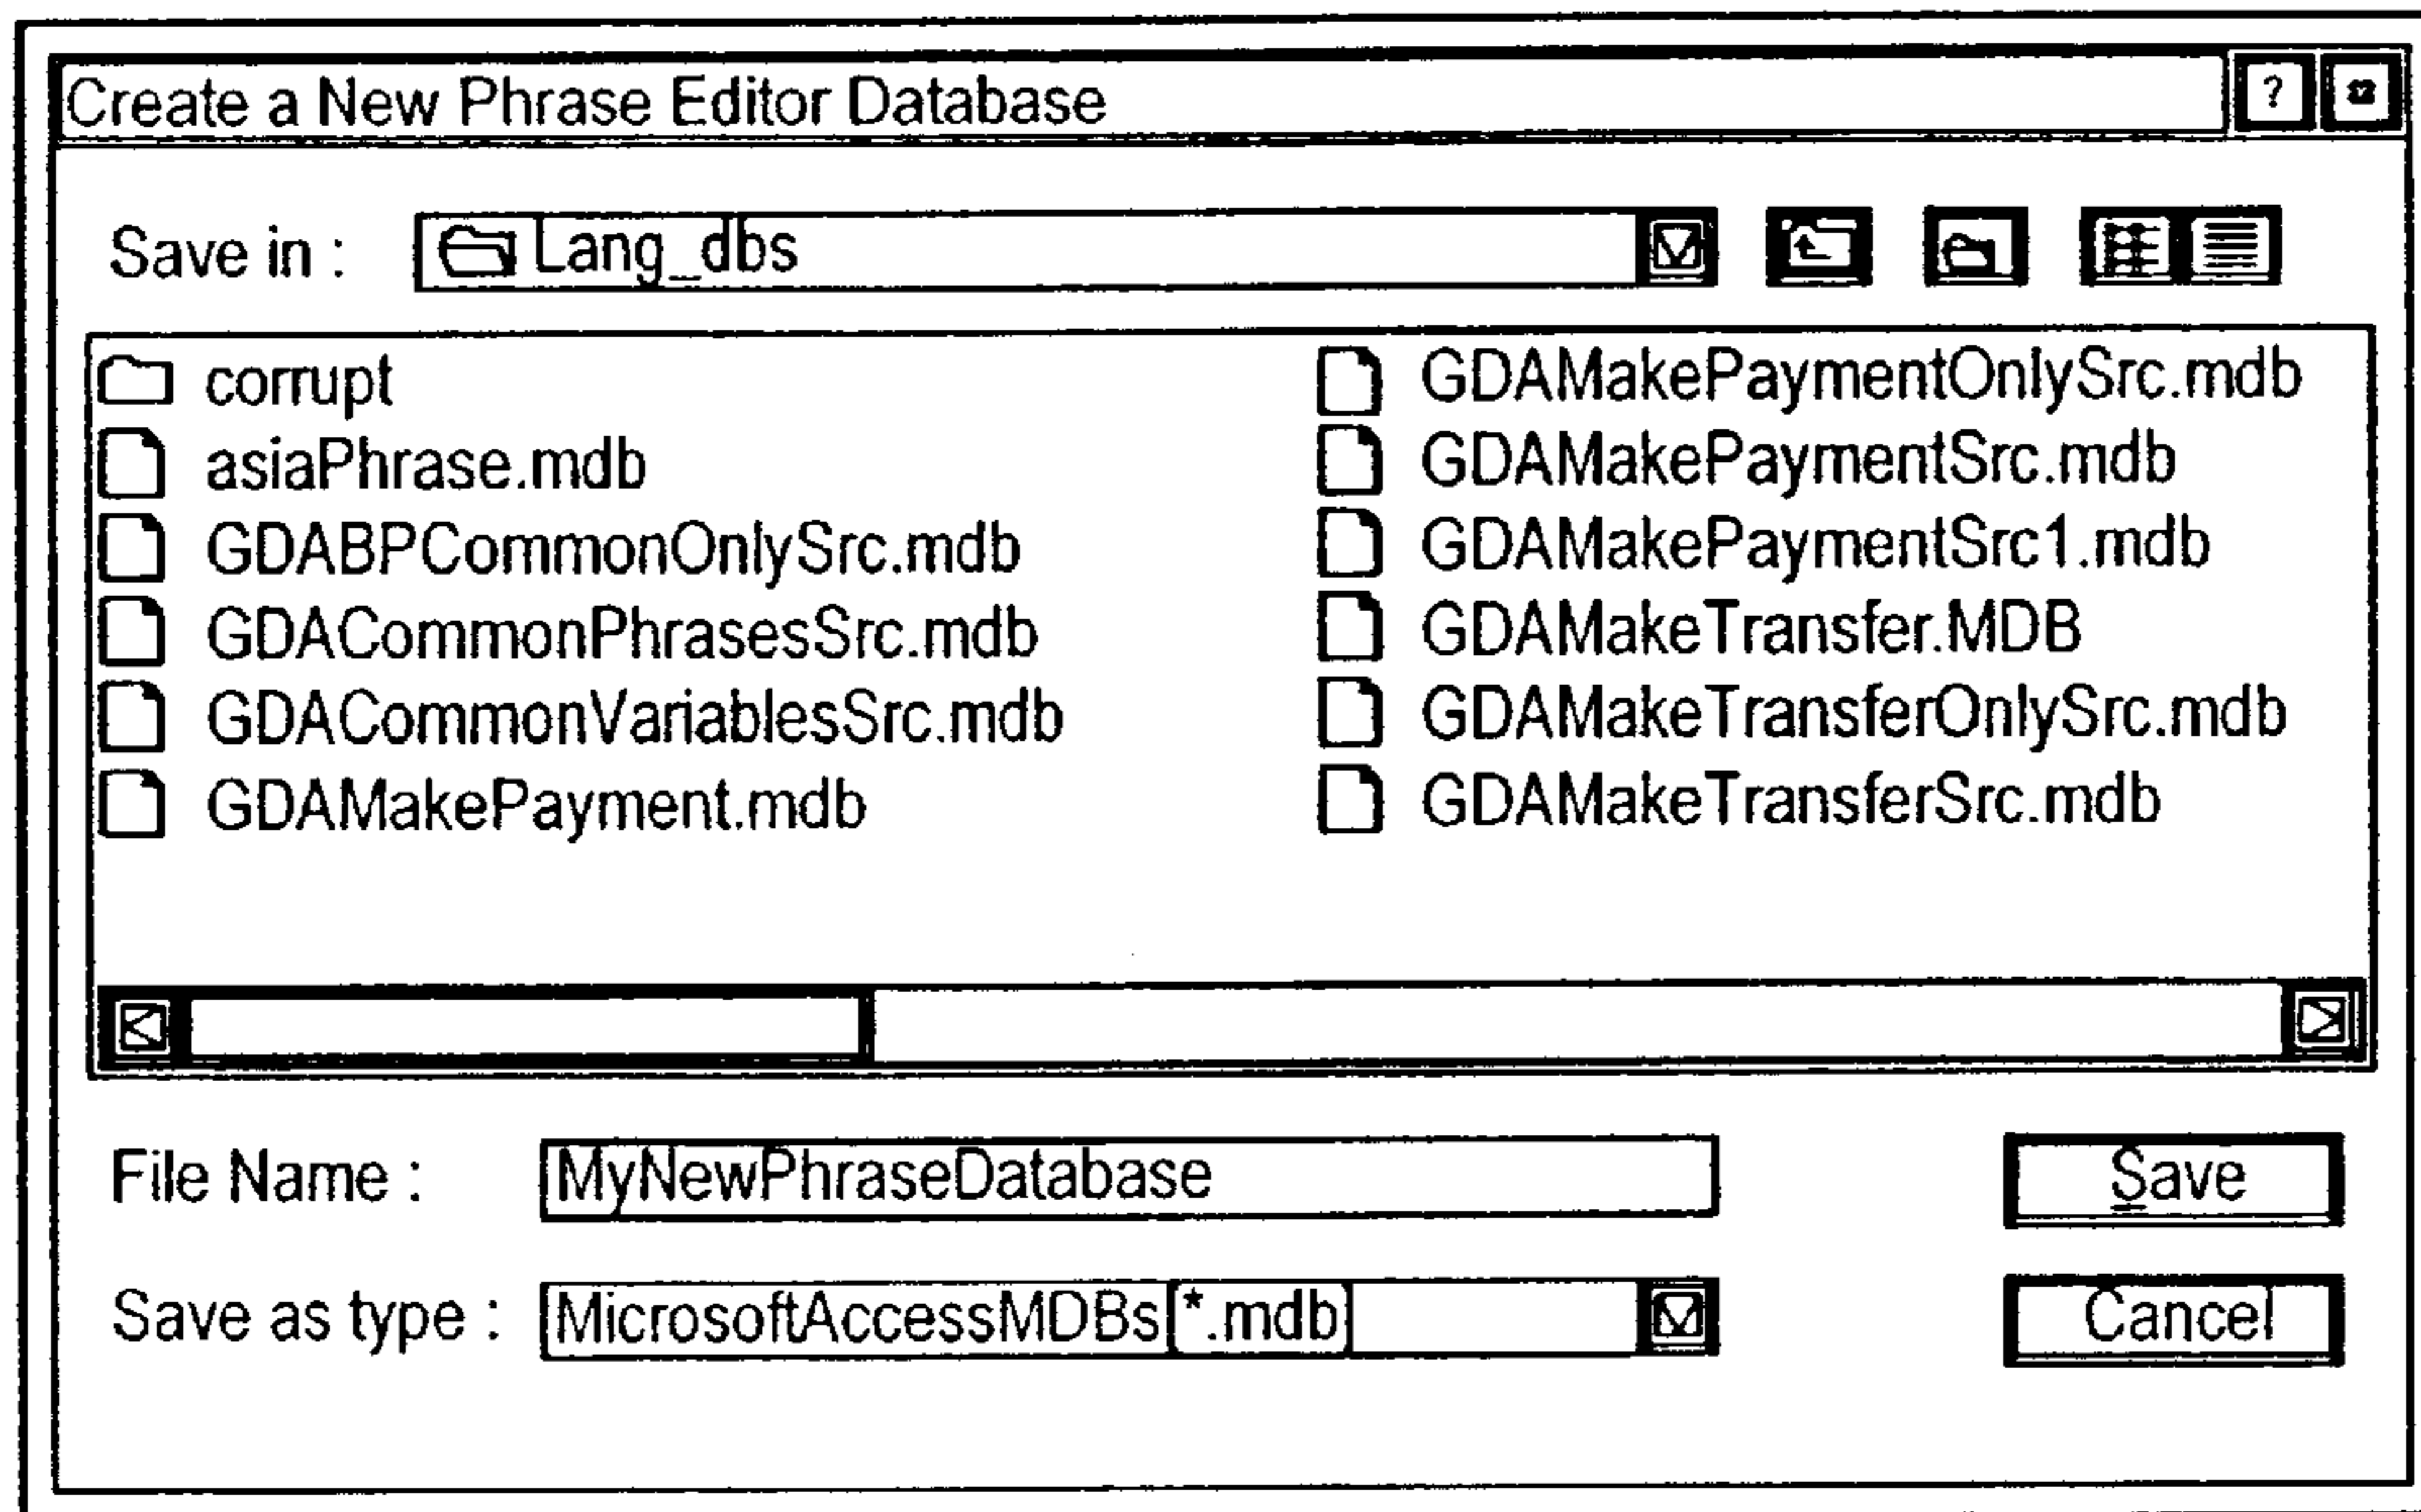 Create a New Phrase Editor Database ?
Save in : Lang_dbs
corrupt
asiaPhrase.mdb
GDABPCommonOnlySrc.mdb
GDACommonPhrasesSrc.mdb
GDACommonVariablesSrc.mdb
GDAMakePayment.mdb
GDAMakePaymentOnlySrc.mdb
GDAMakePaymentSrc.mdb
GDAMakePaymentSrc1.mdb
GDAMakeTransfer.MDB
GDAMakeTransferOnlySrc.mdb
GDAMakeTransferSrc.mdb
File Name : MyNewPhraseDatabase Save
Save as type : MicrosoftAccessMDBs[*.mdb] Cancel